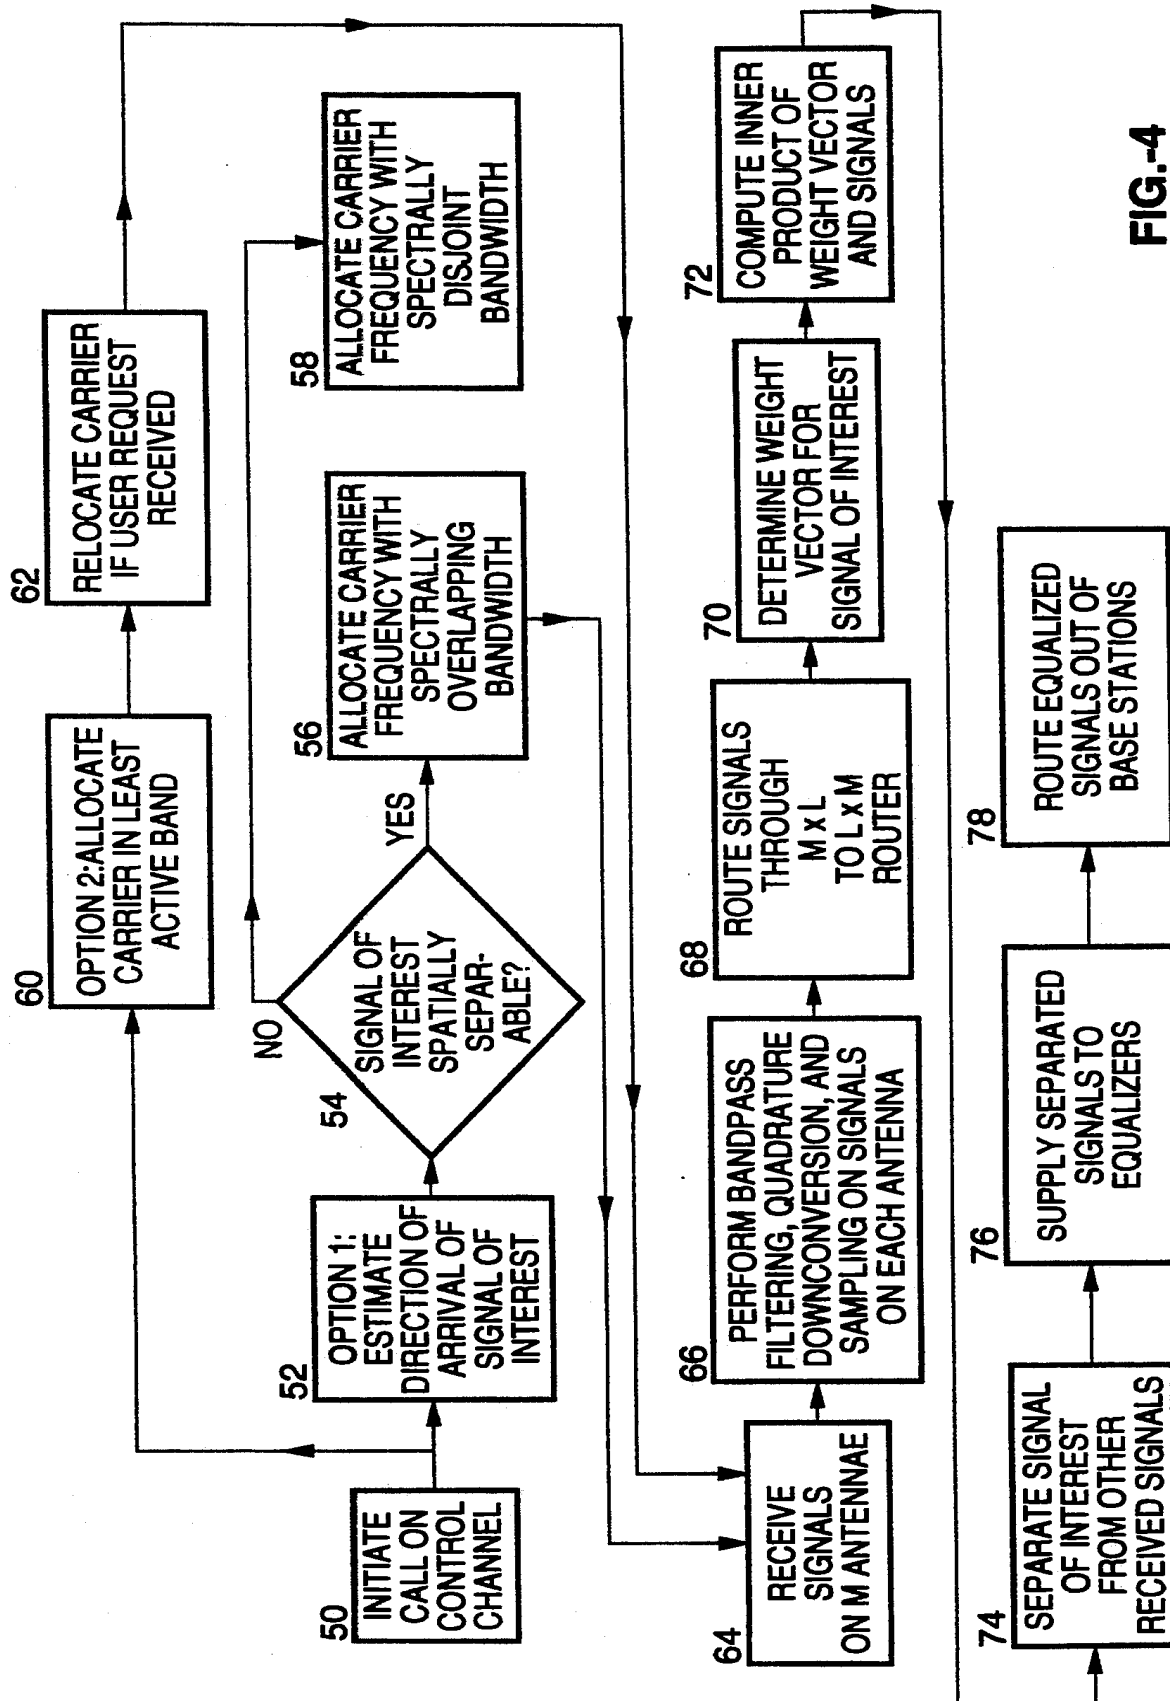 62
RELOCATE CARRIER
IF USER REQUEST
RECEIVED
60
OPTION 2:ALLOCATE
CARRIER IN LEAST
ACTIVE BAND
58
ALLOCATE CARRIER
FREQUENCY WITH
SPECTRALLY
DISJOINT
BANDWIDTH
56
ALLOCATE CARRIER
FREQUENCY WITH
SPECTRALLY
OVERLAPPING
BANDWIDTH
YES
NO
54
SIGNAL OF
INTEREST
SPATIALLY
SEPAR-
ABLE?
52
OPTION 1:
ESTIMATE
DIRECTION OF
ARRIVAL OF
SIGNAL OF
INTEREST
50
INITIATE
CALL ON
CONTROL
CHANNEL
64
RECEIVE
SIGNALS
ON M ANTENNAE
66
PERFORM BANDPASS
FILTERING, QUADRATURE
DOWNCONVERSION, AND
SAMPLING ON SIGNALS
ON EACH ANTENNA
68
ROUTE SIGNALS
THROUGH
M x L
TO L x M
ROUTER
70
DETERMINE WEIGHT
VECTOR FOR
SIGNAL OF INTEREST
72
COMPUTE INNER
PRODUCT OF
WEIGHT VECTOR
AND SIGNALS
74
SEPARATE SIGNAL
OF INTEREST
FROM OTHER
RECEIVED SIGNALS
76
SUPPLY SEPARATED
SIGNALS TO
EQUALIZERS
78
ROUTE EQUALIZED
SIGNALS OUT OF
BASE STATIONS
FIG.-4